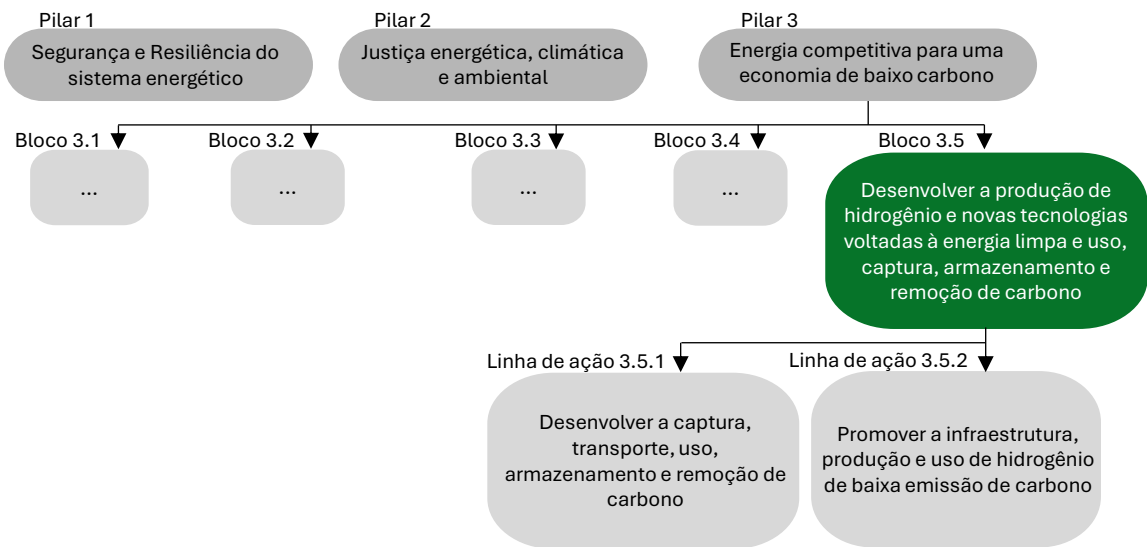 Pilar 1
Segurança e Resiliência do
sistema energético
Pilar 2
Justiça energética, climática
e ambiental
Pilar 3
Energia competitiva para uma
economia de baixo carbono
Bloco 3.1
...
Bloco 3.2
...
Bloco 3.3
...
Bloco 3.4
...
Bloco 3.5
Desenvolver a produção de
hidrogênio e novas tecnologias
voltadas à energia limpa e uso,
captura, armazenamento e
remoção de carbono
Linha de ação 3.5.1
Desenvolver a captura,
transporte, uso,
armazenamento e remoção de
carbono
Linha de ação 3.5.2
Promover a infraestrutura,
produção e uso de hidrogênio
de baixa emissão de carbono